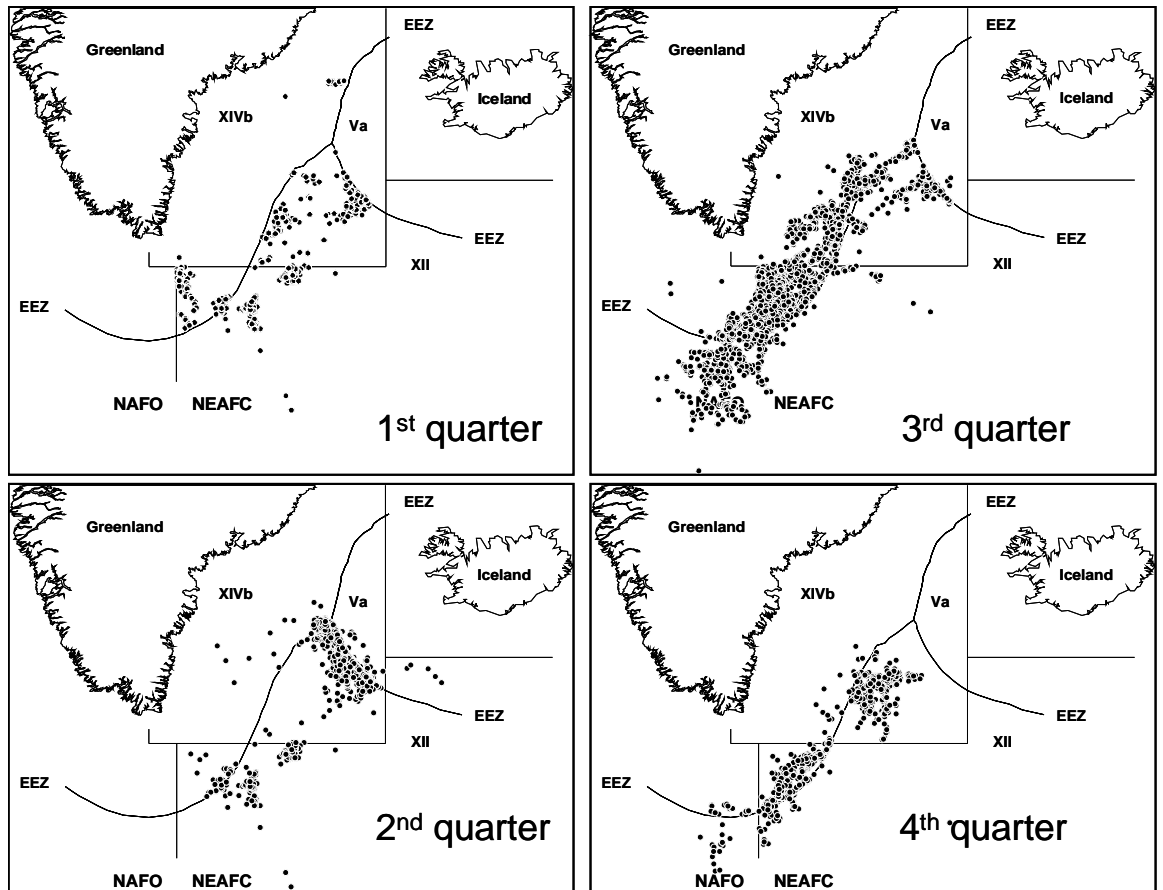 EEZ
Greenland
Iceland
XIVb
Va
EEZ
XII
EEZ
NAFO NEAFC
1st quarter
EEZ
Greenland
Iceland
XIVb
Va
EEZ
XII
EEZ
NEAFC
3rd quarter
EEZ
Greenland
Iceland
XIVb
Va
EEZ
XII
EEZ
2nd quarter
NAFO NEAFC
EEZ
Greenland
Iceland
XIVb
Va
EEZ
XII
EEZ
4th quarter
NAFO NEAFC